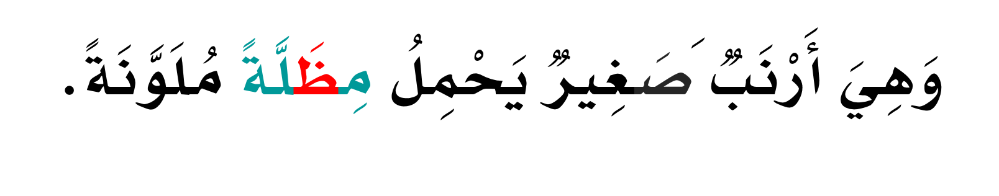 وَهِيَ أَرْنَبٌ صَغِيرٌ يَحْمِلُ مِظَلَّةً مُلَوَّنَةً.